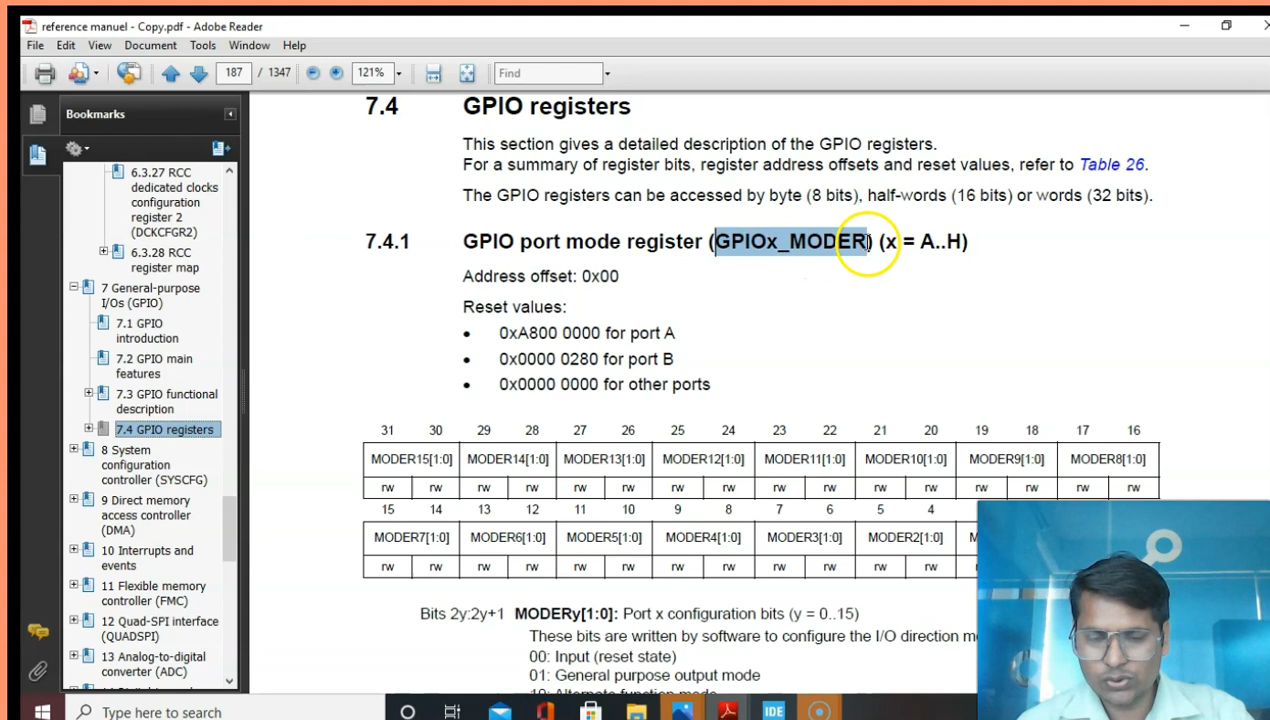 reference manuel - Copy.pdf - Adobe Reader
File Edit View Document Tools Window Help
187 / 1347 121% Find
Bookmarks
6.3.27 RCC
dedicated clocks
configuration
register 2
(DCKCFGR2)
6.3.28 RCC
register map
7 General-purpose
I/Os (GPIO)
7.1 GPIO
introduction
7.2 GPIO main
features
7.3 GPIO functional
description
7.4 GPIO registers
8 System
configuration
controller (SYSCFG)
9 Direct memory
access controller
(DMA)
10 Interrupts and
events
11 Flexible memory
controller (FMC)
12 Quad-SPI interface
(QUADSPI)
13 Analog-to-digital
converter (ADC)
7.4 GPIO registers
This section gives a detailed description of the GPIO registers.
For a summary of register bits, register address offsets and reset values, refer to Table 26.
The GPIO registers can be accessed by byte (8 bits), half-words (16 bits) or words (32 bits).
7.4.1 GPIO port mode register (GPIOx_MODER) (x = A..H)
Address offset: 0x00
Reset values:
• 0xA800 0000 for port A
• 0x0000 0280 for port B
• 0x0000 0000 for other ports
31 30 29 28 27 26 25 24 23 22 21 20 19 18 17 16
MODER15[1:0] MODER14[1:0] MODER13[1:0] MODER12[1:0] MODER11[1:0] MODER10[1:0] MODER9[1:0] MODER8[1:0]
rw rw rw rw rw rw rw rw rw rw rw rw rw rw rw rw
15 14 13 12 11 10 9 8 7 6 5 4
MODER7[1:0] MODER6[1:0] MODER5[1:0] MODER4[1:0] MODER3[1:0] MODER2[1:0]
rw rw rw rw rw rw rw rw rw rw rw rw
Bits 2y:2y+1 MODERy[1:0]: Port x configuration bits (y = 0..15)
These bits are written by software to configure the I/O direction
00: Input (reset state)
01: General purpose output mode
10: Alternate function mode
Type here to search
IDE